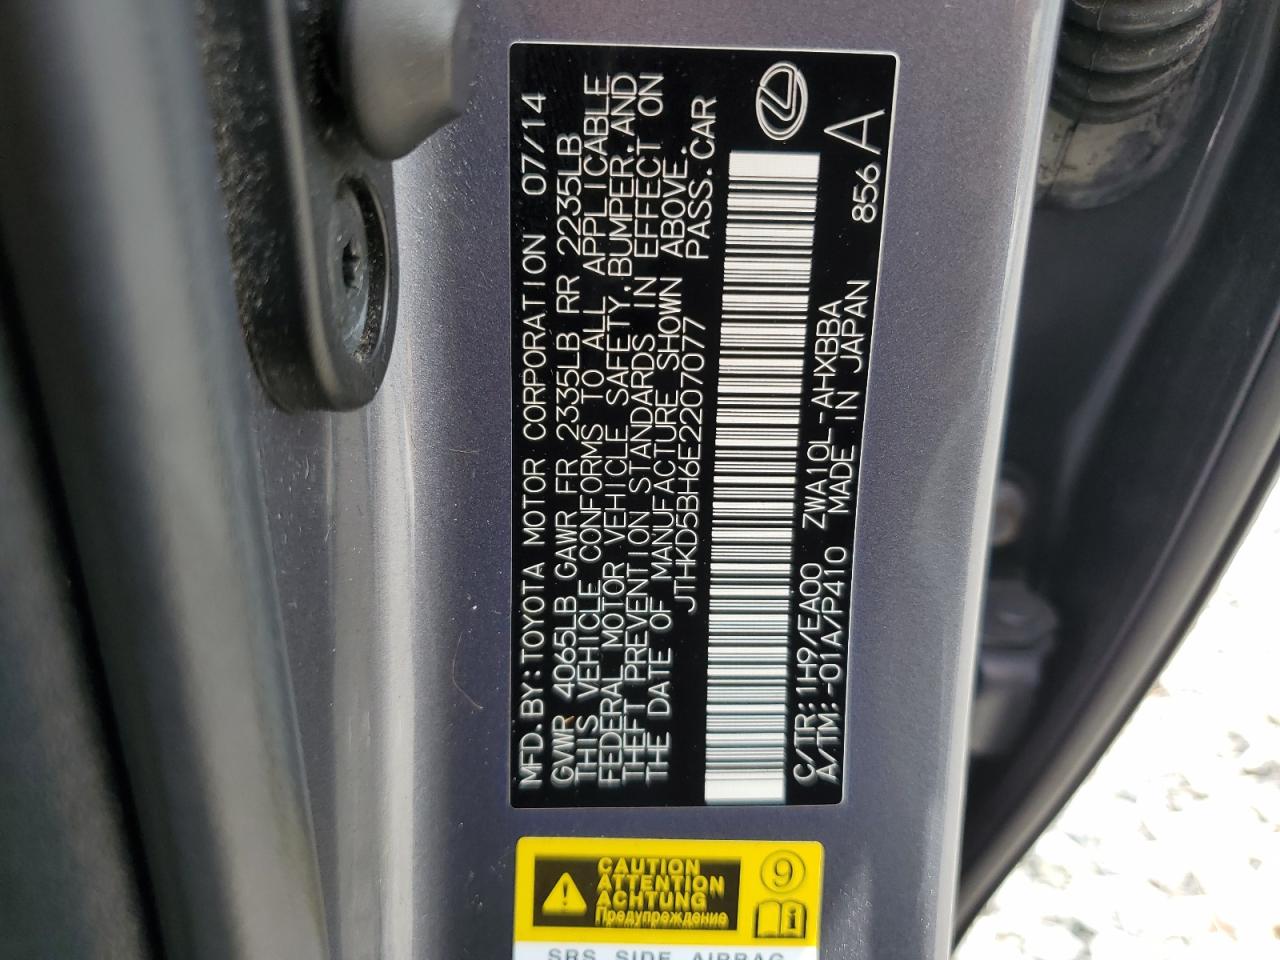 MFD.BY:TOYOTA MOTOR CORPORATION 07/14
GVWR 4065LB GAWR FR 2335LB RR 2235LB
THIS VEHICLE CONFORMS TO ALL APPLICABLE
FEDERAL MOTOR VEHICLE SAFETY,BUMPER,AND
THEFT PREVENTION STANDARDS IN EFFECT ON
THE DATE OF MANUFACTURE SHOWN ABOVE.
JTHKD5BH6E2207077 PASS.CAR
C/TR:1H9/EA00 ZWA10L-AHXBBA 856A
A/TM:-01A/P410 MADE IN JAPAN
CAUTION
ATTENTION
ACHTUNG
Предупреждение
9
i
SRS SIDE AIRBAG